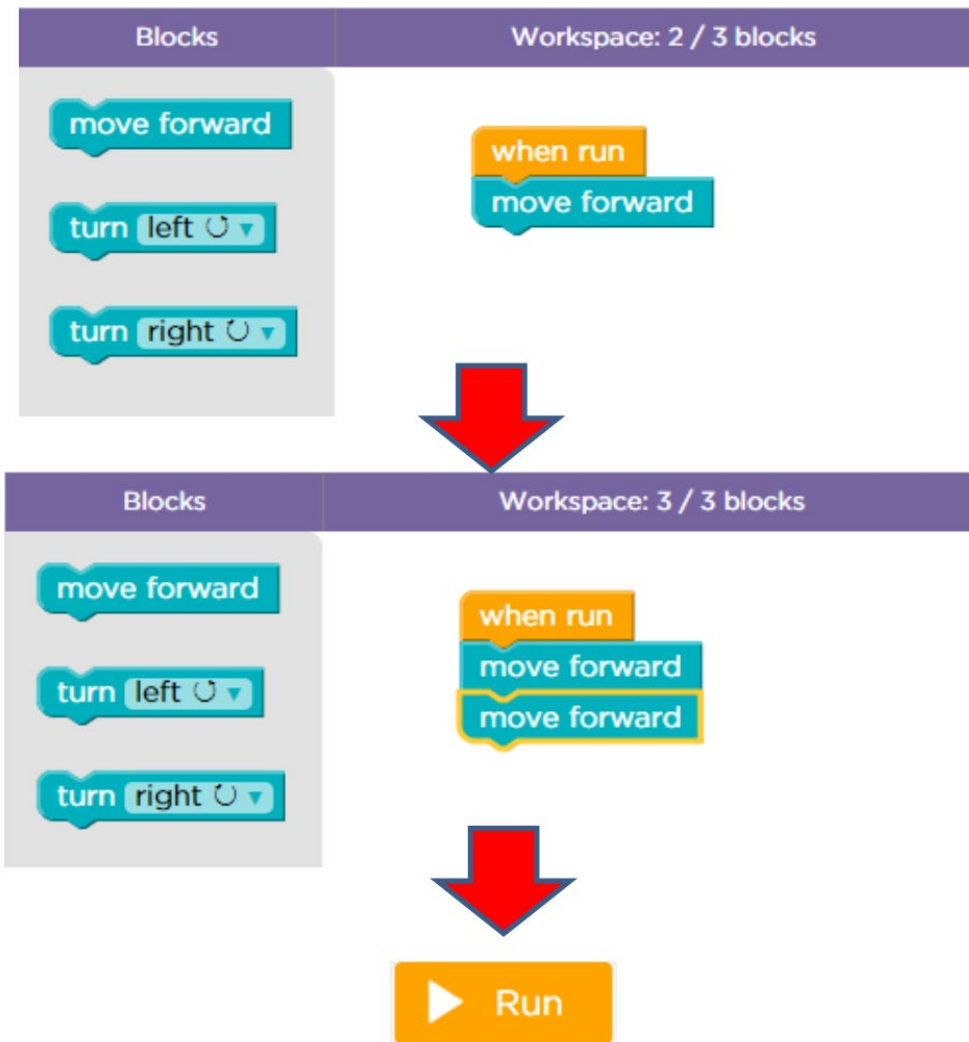 Blocks
Workspace: 2 / 3 blocks
move forward
turn left
turn right
when run
move forward
Blocks
Workspace: 3 / 3 blocks
move forward
turn left
turn right
when run
move forward
move forward
Run